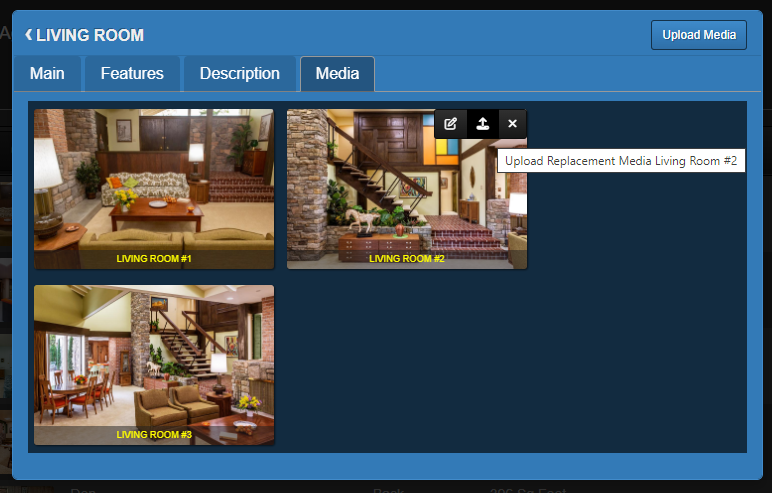 LIVING ROOM
Upload Media
Main
Features
Description
Media
Upload Replacement Media Living Room #2
LIVING ROOM #1
LIVING ROOM #2
LIVING ROOM #3